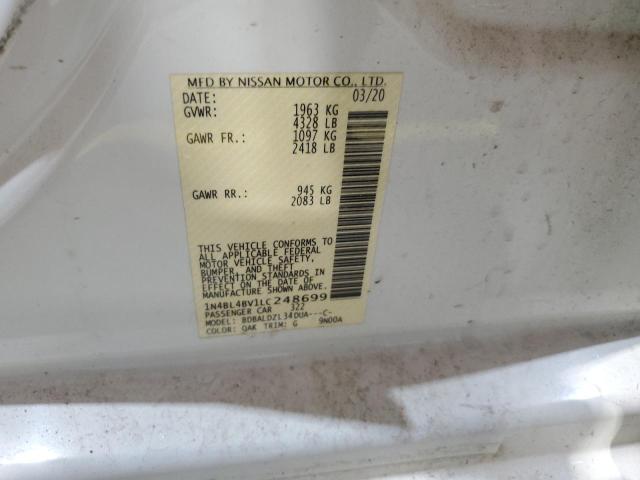 MFD BY NISSAN MOTOR CO., LTD.
DATE: 03/20
GVWR: 1963 KG
4328 LB
GAWR FR.: 1097 KG
2418 LB
GAWR RR.: 945 KG
2083 LB
THIS VEHICLE CONFORMS TO
ALL APPLICABLE FEDERAL
MOTOR VEHICLE SAFETY,
BUMPER, AND THEFT
PREVENTION STANDARDS IN
EFFECT ON THE DATE OF
MANUFACTURE SHOWN ABOVE.
1N4BL4BV1LC248699
PASSENGER CAR 322
MODEL: BDBALDZL34DUA---C-
COLOR: QAK TRIM: G 9N00A